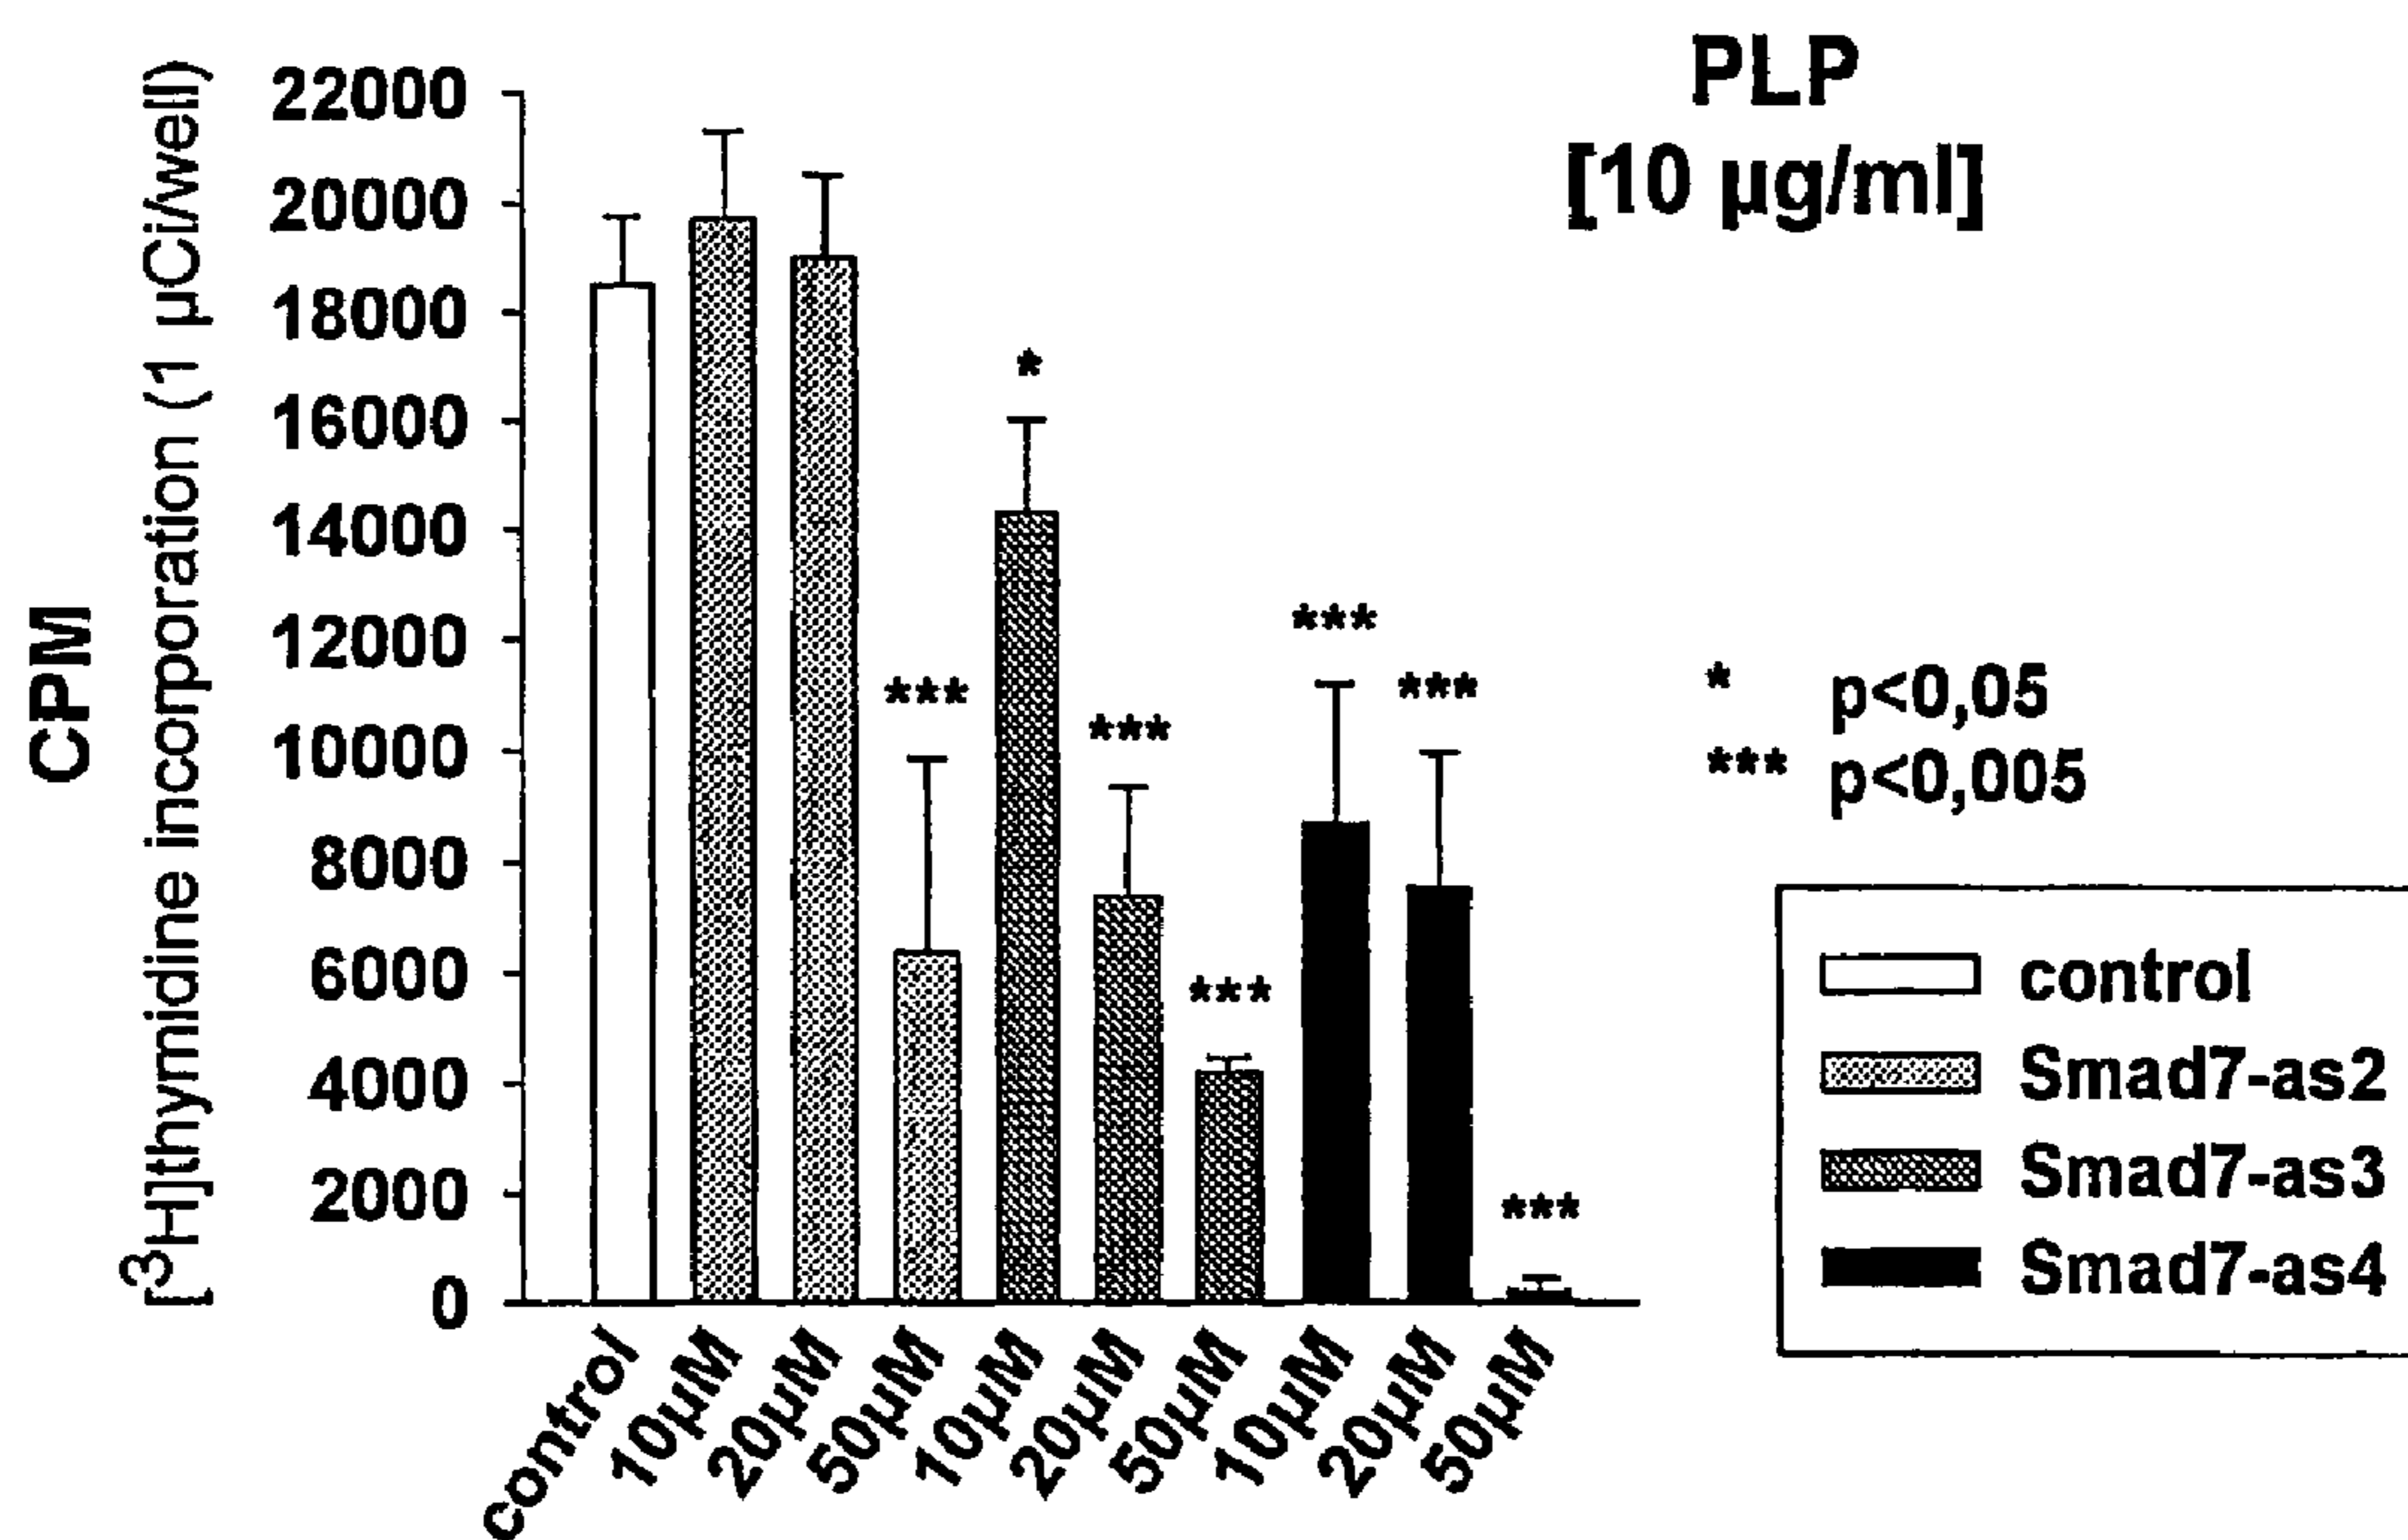 PLP
[10 µg/ml]
CPM
[³H]thymidine incorporation (1 µCi/well)
22000
20000
18000
16000
14000
12000
10000
8000
6000
4000
2000
0
*
***
***
***
***
***
***
* p<0,05
*** p<0,005
control
Smad7-as2
Smad7-as3
Smad7-as4
control
10µM
20µM
50µM
10µM
20µM
50µM
10µM
20µM
50µM